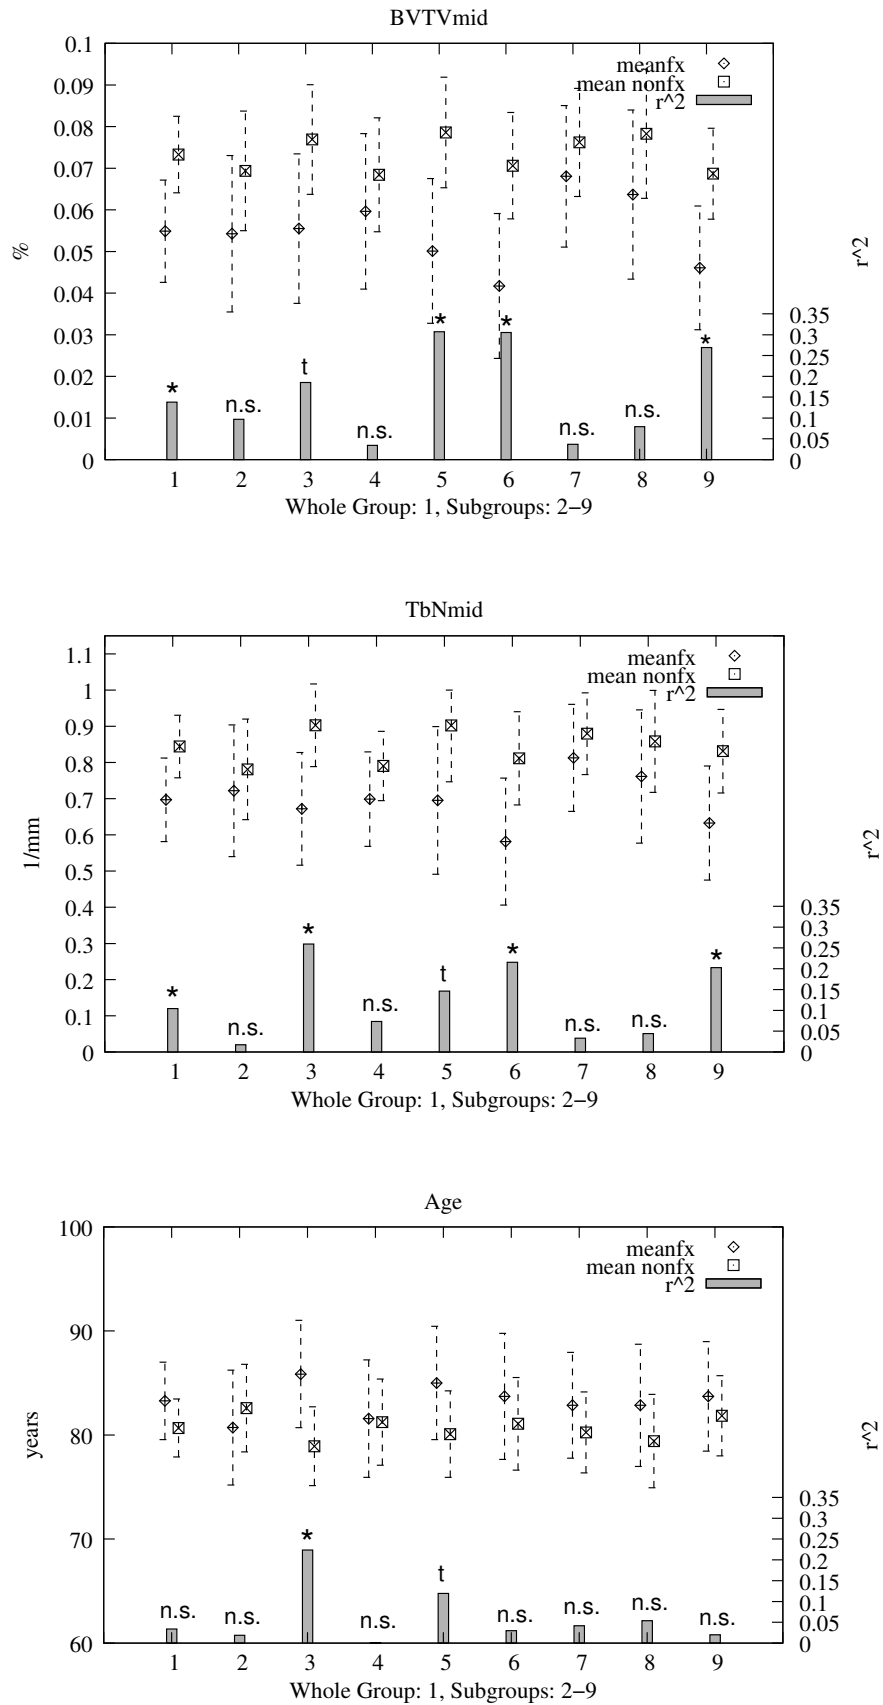 BVTVmid
0.1
meanfx
0.09
mean nonfx
r^2
0.08
0.07
0.06
%
r^2
0.05
0.04
0.35
0.03
*
*
0.3
*
0.25
0.02
t
0.2
*
n.s.
n.s.
n.s.
n.s.
0.15
0.01
0.1
0.05
0
0
1 2 3 4 5 6 7 8 9
Whole Group: 1, Subgroups: 2−9
TbNmid
1.1
meanfx
mean nonfx
1
r^2
0.9
0.8
0.7
0.6
1/mm
r^2
0.5
0.4
0.35
0.3
*
*
*
0.3
0.25
0.2
t
0.2
*
n.s.
n.s.
n.s.
n.s.
0.15
0.1
0.1
0.05
0
0
1 2 3 4 5 6 7 8 9
Whole Group: 1, Subgroups: 2−9
Age
100
meanfx
mean nonfx
r^2
90
80
years
r^2
0.35
70
0.3
*
0.25
0.2
t
0.15
n.s.
n.s.
n.s.
n.s.
n.s.
n.s.
n.s.
0.1
0.05
60
0
1 2 3 4 5 6 7 8 9
Whole Group: 1, Subgroups: 2−9